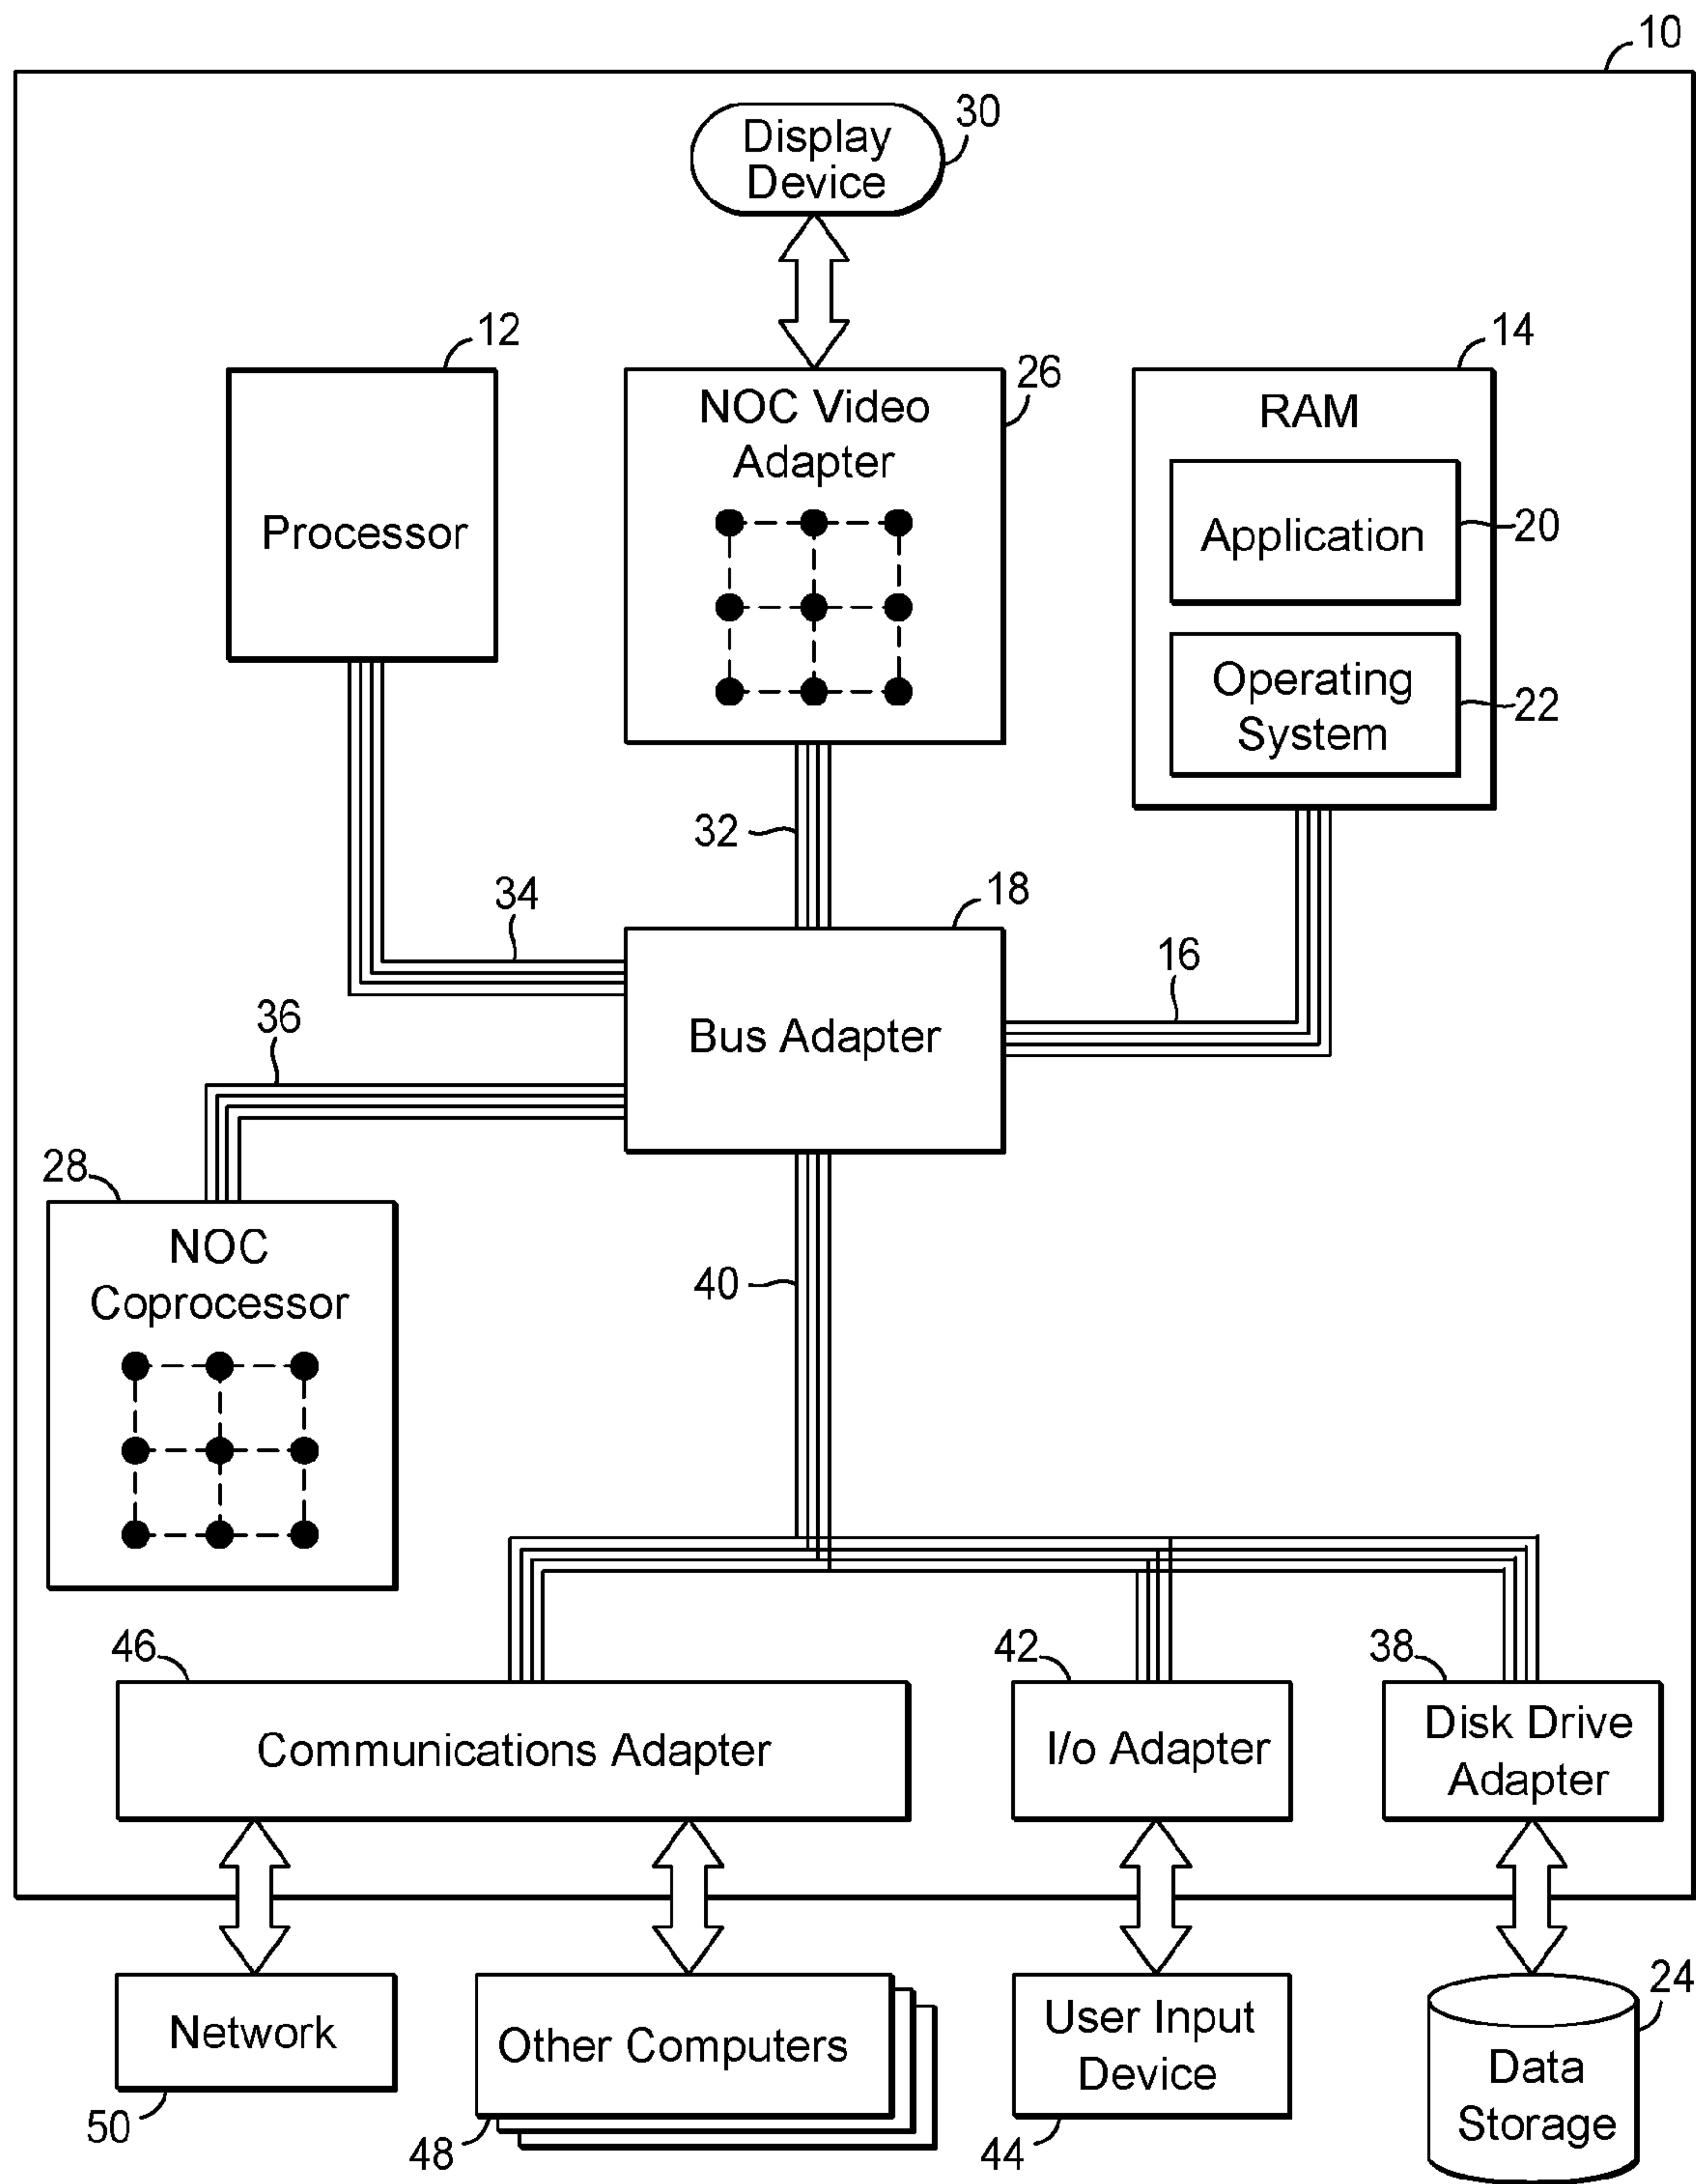 10
Display
Device
30
12
Processor
NOC Video
Adapter
26
14
RAM
Application
20
Operating
System
22
32
34
18
Bus Adapter
16
36
28
NOC
Coprocessor
40
46
Communications Adapter
42
I/o Adapter
38
Disk Drive
Adapter
Network
50
Other Computers
48
User Input
Device
44
24
Data
Storage